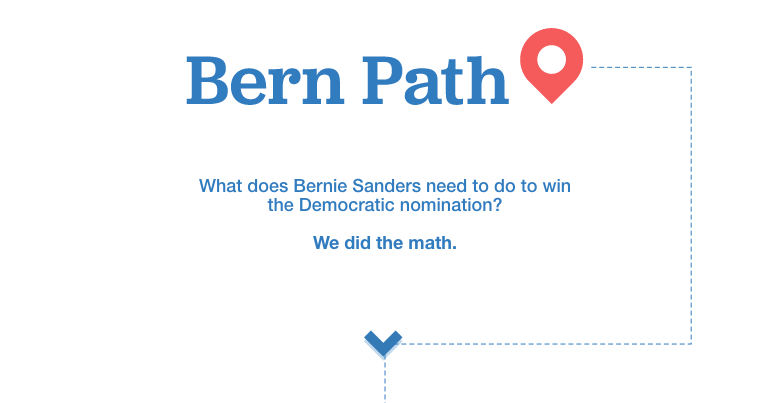 Bern Path
What does Bernie Sanders need to do to win
the Democratic nomination?
We did the math.